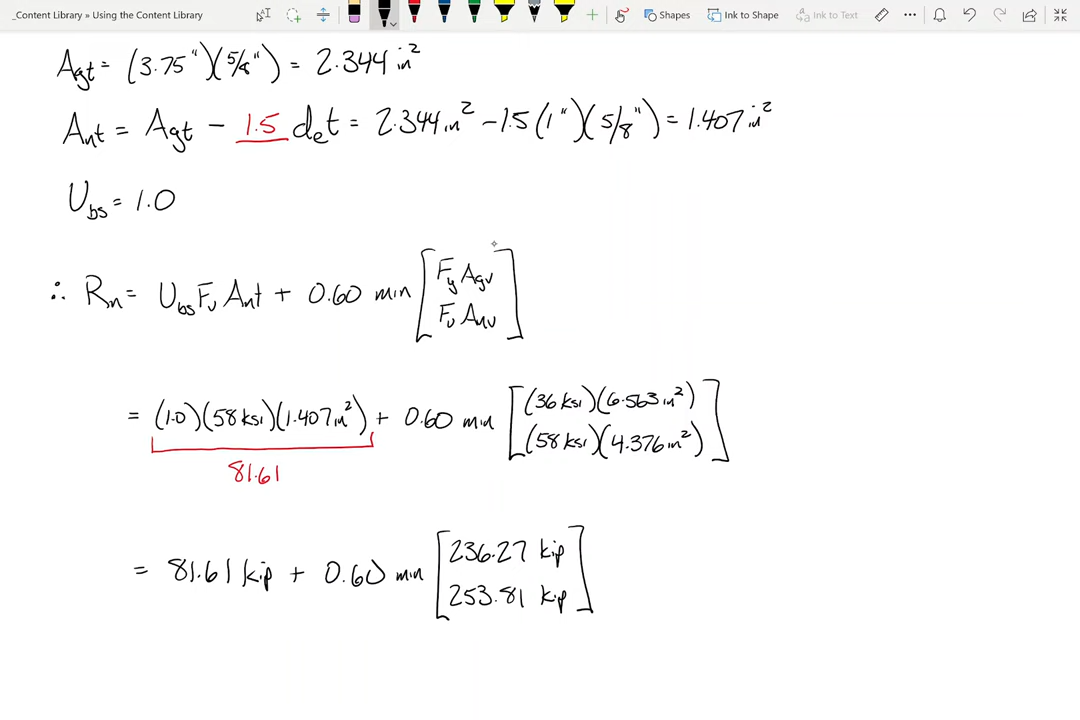 _Content Library » Using the Content Library
Shapes
Ink to Shape
Ink to Text
Agt = (3.75")(5/8") = 2.344 in²
Ant = Agt - 1.5 det = 2.344 in² - 1.5 (1")(5/8") = 1.407 in²
Ubs = 1.0
∴ Rn = Ubs Fu Ant + 0.60 min [Fy Agv
Fu Anv]
= (1.0)(58 ksi)(1.407 in²) + 0.60 min [(36 ksi)(6.563 in²)
(58 ksi)(4.376 in²)]
81.61
= 81.61 kip + 0.60 min [236.27 kip
253.81 kip]